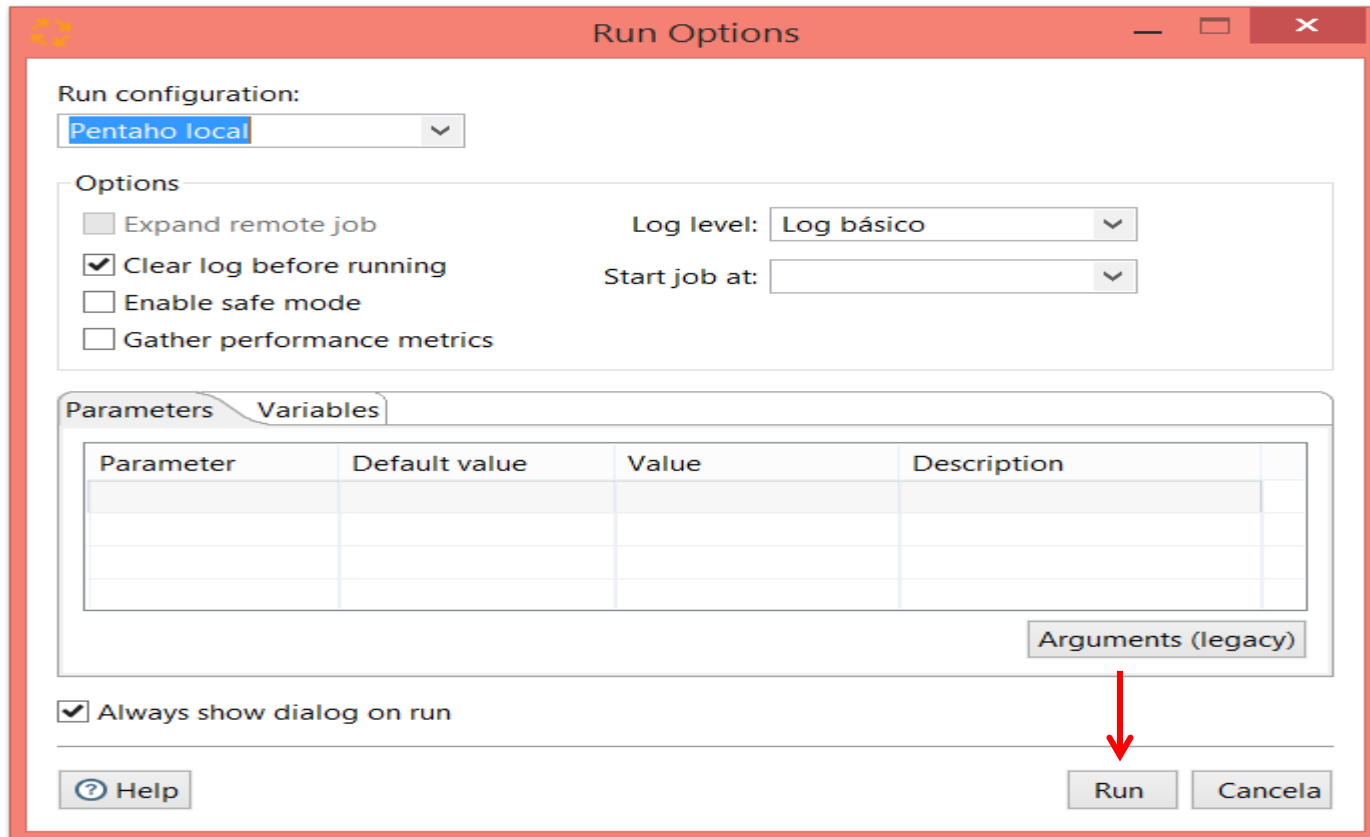 Run Options
Run configuration:
Pentaho local
Options
Expand remote job
Log level: Log básico
Clear log before running
Start job at:
Enable safe mode
Gather performance metrics
Parameters Variables
Parameter Default value Value Description
Arguments (legacy)
Always show dialog on run
Help Run Cancela